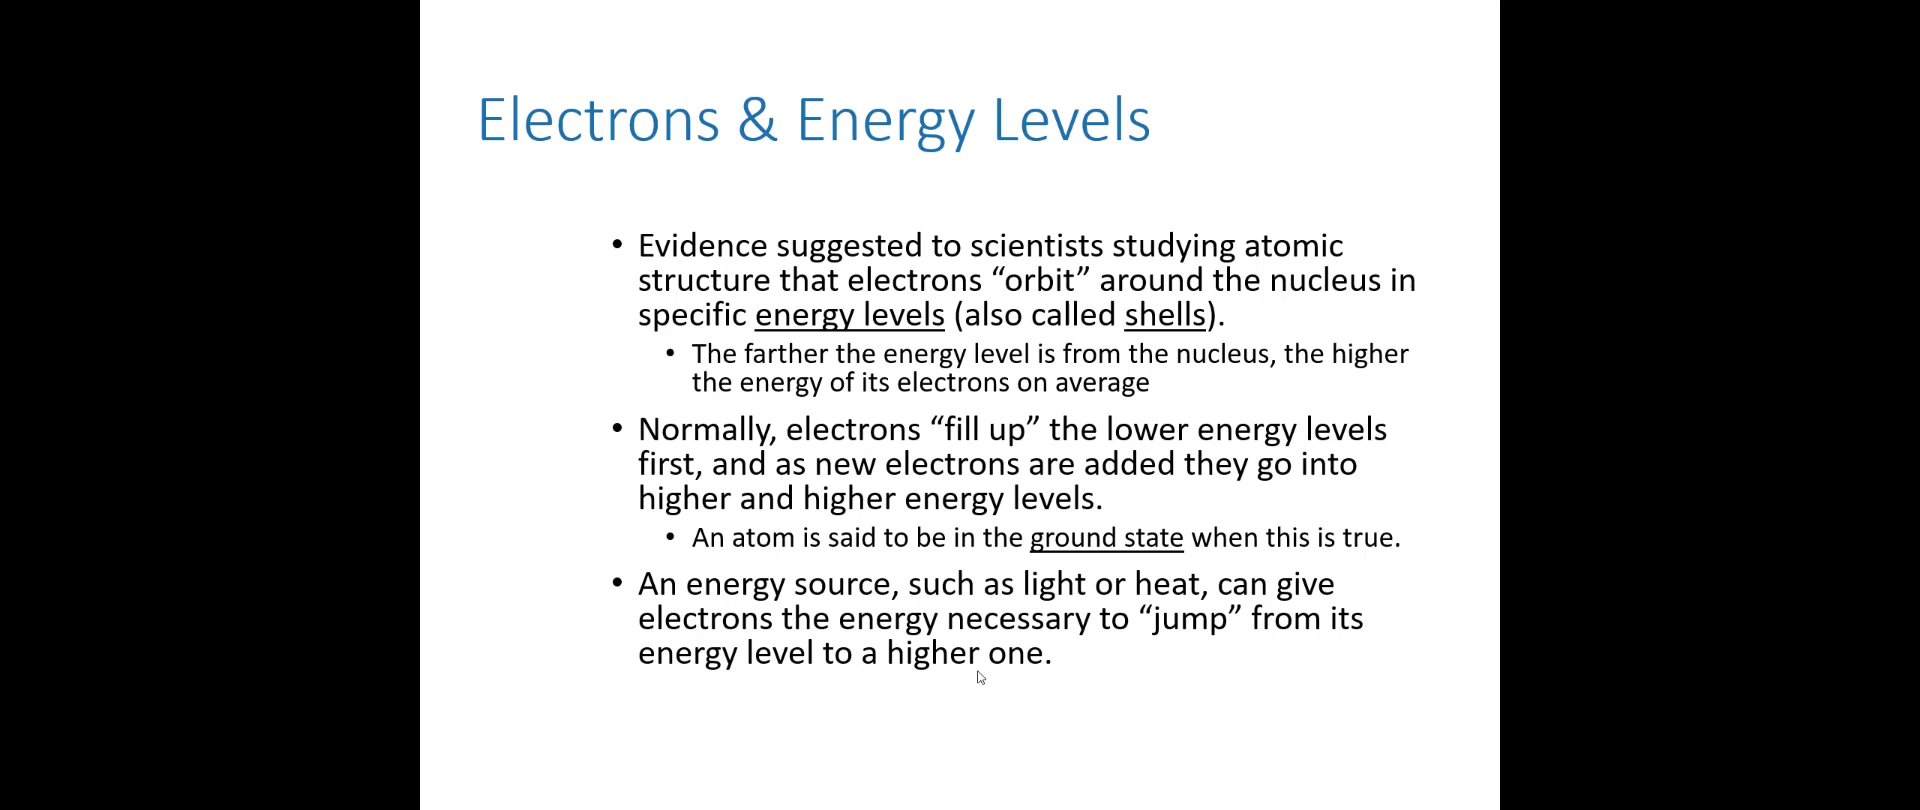 Electrons & Energy Levels
• Evidence suggested to scientists studying atomic
structure that electrons “orbit” around the nucleus in
specific energy levels (also called shells).
• The farther the energy level is from the nucleus, the higher
the energy of its electrons on average
• Normally, electrons “fill up” the lower energy levels
first, and as new electrons are added they go into
higher and higher energy levels.
• An atom is said to be in the ground state when this is true.
• An energy source, such as light or heat, can give
electrons the energy necessary to “jump” from its
energy level to a higher one.